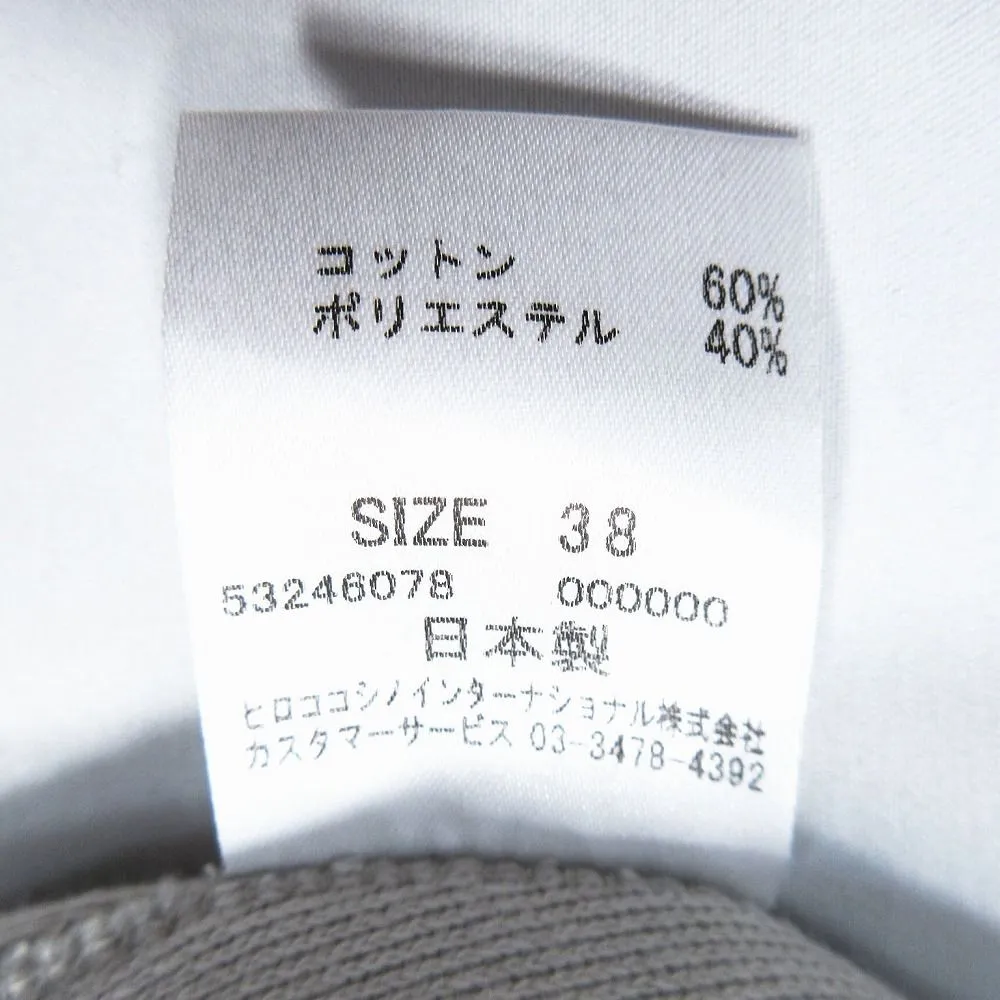 コットン 60%
ポリエステル 40%
SIZE 38
53246078 000000
日本製
ヒロココシノインターナショナル株式会社
カスタマーサービス 03-3478-4392